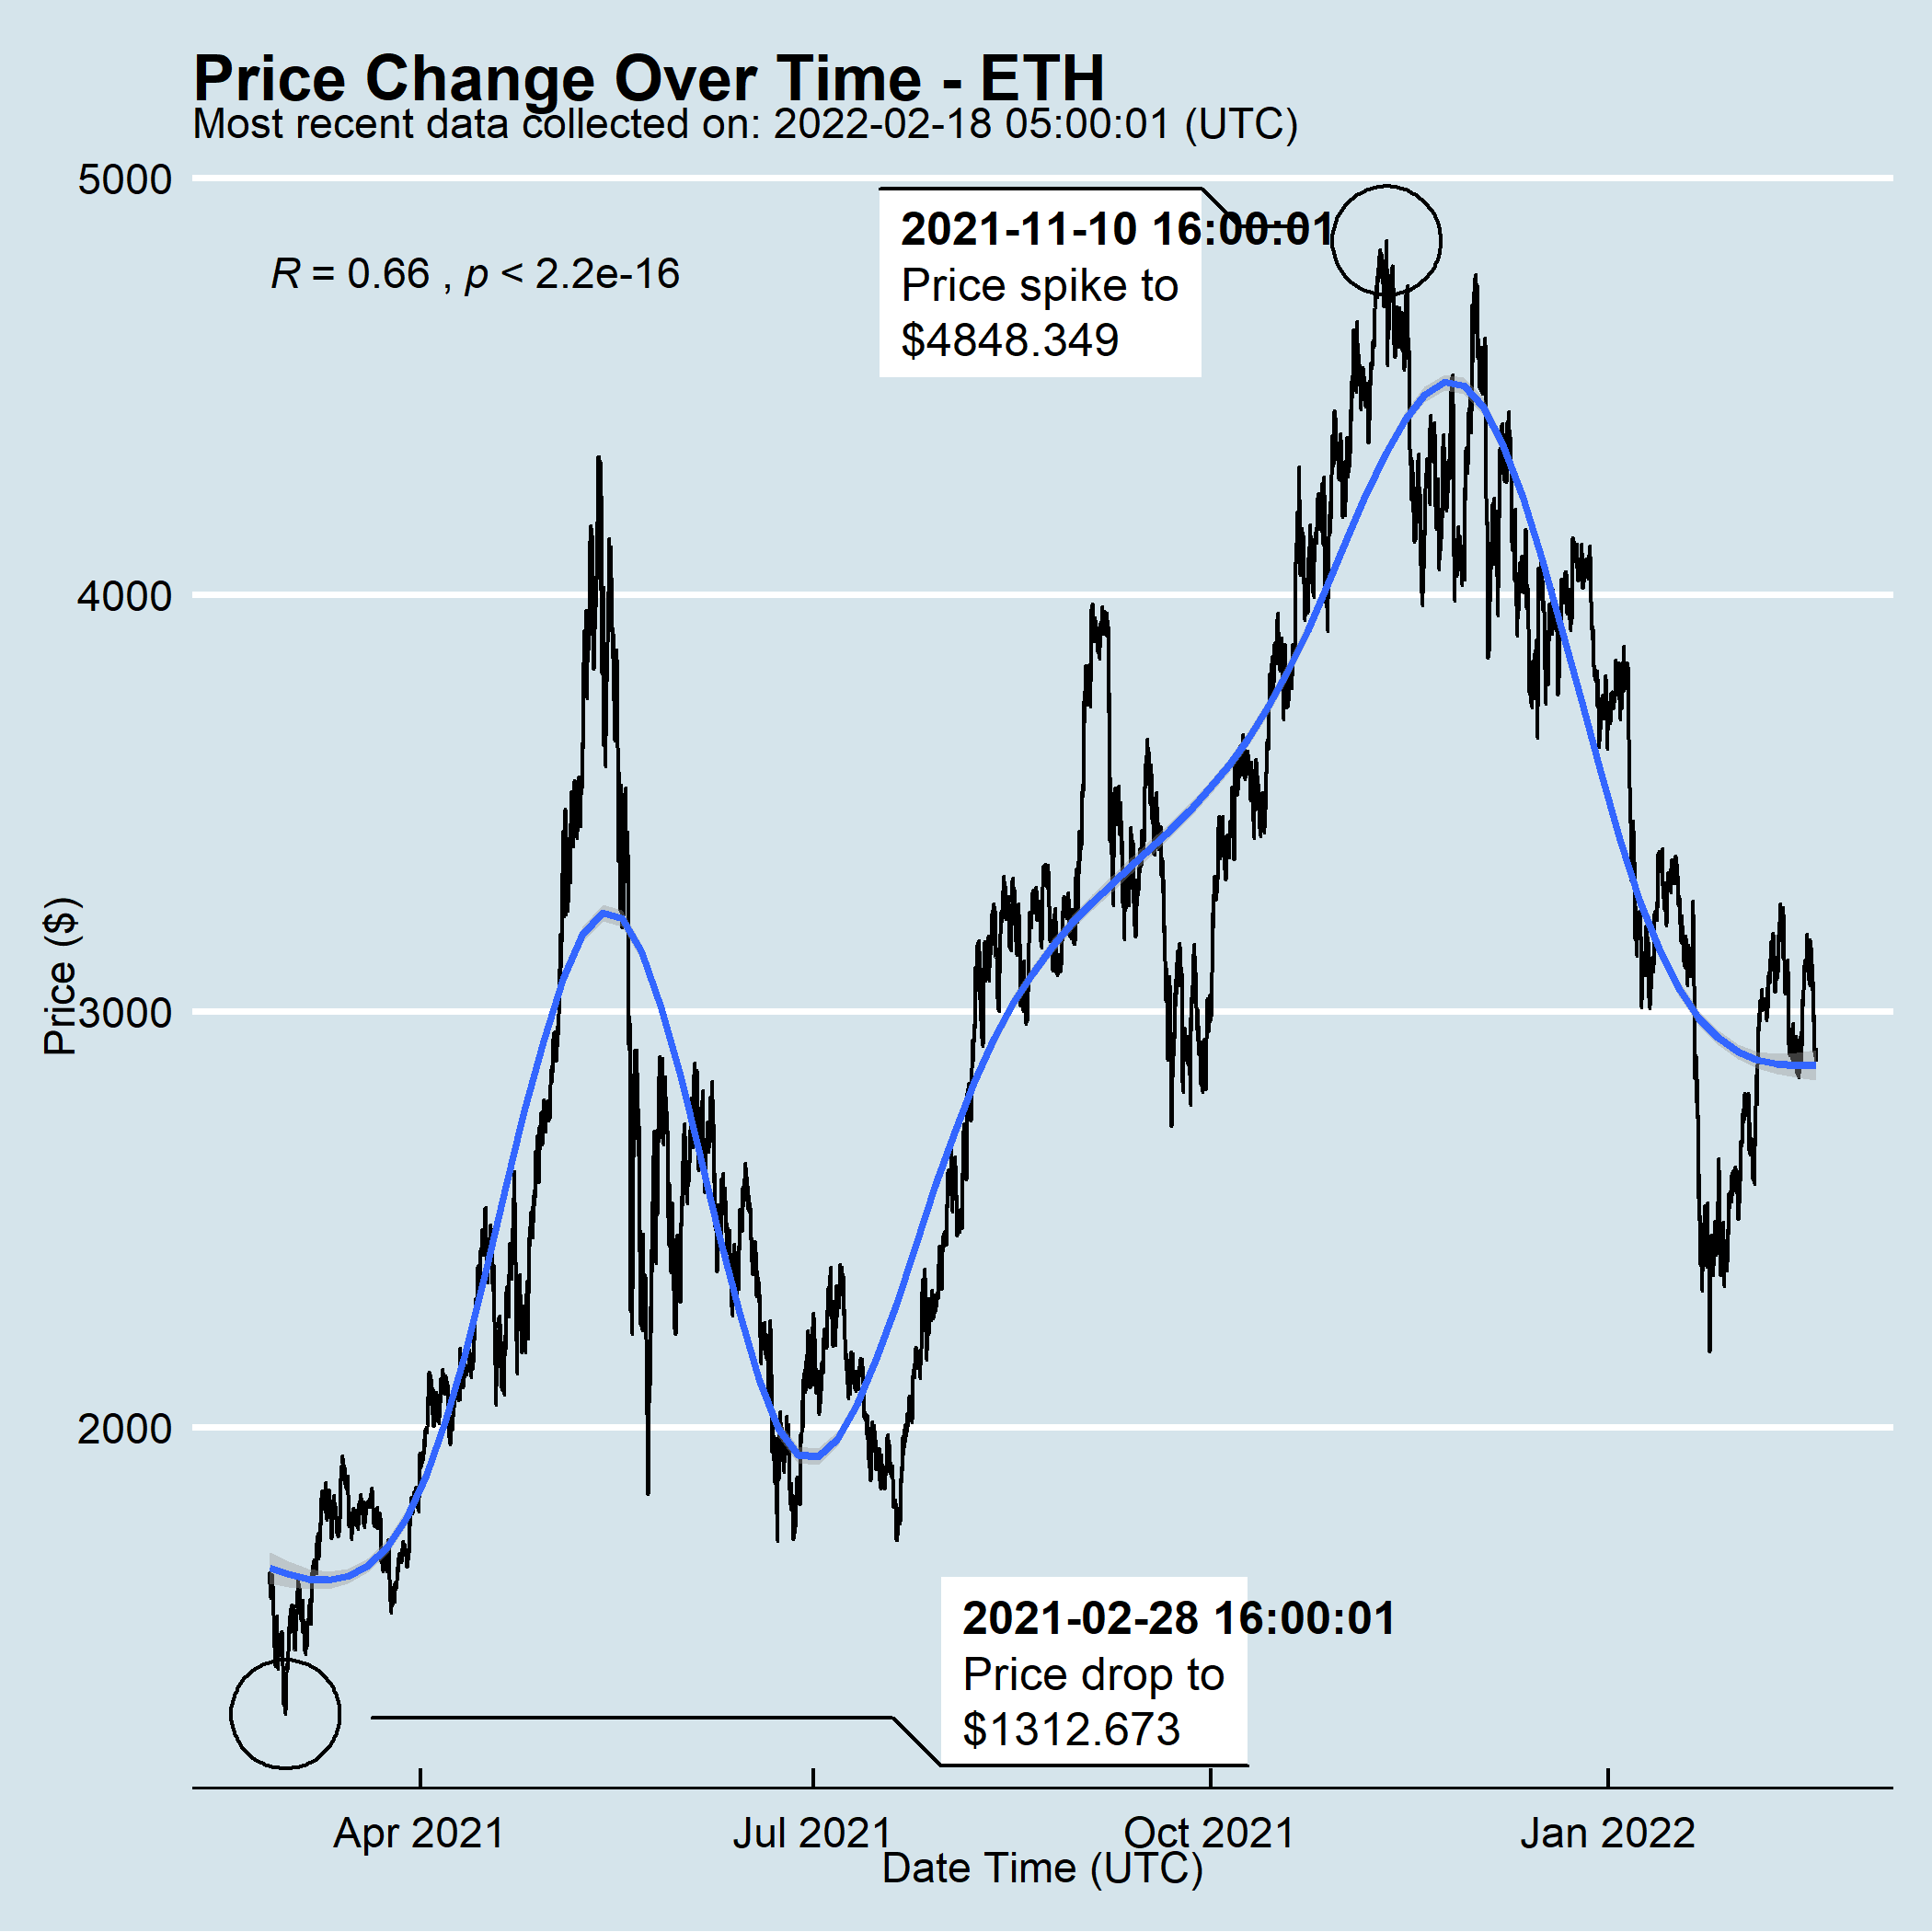 Price Change Over Time - ETH
Most recent data collected on: 2022-02-18 05:00:01 (UTC)
5000
2021-11-10 16:00:01
Price spike to
$4848.349
R = 0.66 , p < 2.2e-16
4000
Price ($)
3000
2000
2021-02-28 16:00:01
Price drop to
$1312.673
Apr 2021
Jul 2021
Oct 2021
Jan 2022
Date Time (UTC)